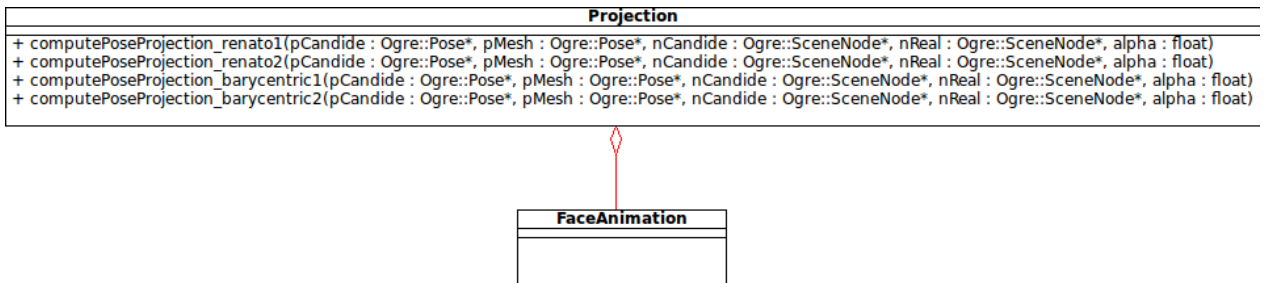 Projection
+ computePoseProjection_renato1(pCandide : Ogre::Pose*, pMesh : Ogre::Pose*, nCandide : Ogre::SceneNode*, nReal : Ogre::SceneNode*, alpha : float)
+ computePoseProjection_renato2(pCandide : Ogre::Pose*, pMesh : Ogre::Pose*, nCandide : Ogre::SceneNode*, nReal : Ogre::SceneNode*, alpha : float)
+ computePoseProjection_barycentric1(pCandide : Ogre::Pose*, pMesh : Ogre::Pose*, nCandide : Ogre::SceneNode*, nReal : Ogre::SceneNode*, alpha : float)
+ computePoseProjection_barycentric2(pCandide : Ogre::Pose*, pMesh : Ogre::Pose*, nCandide : Ogre::SceneNode*, nReal : Ogre::SceneNode*, alpha : float)
FaceAnimation